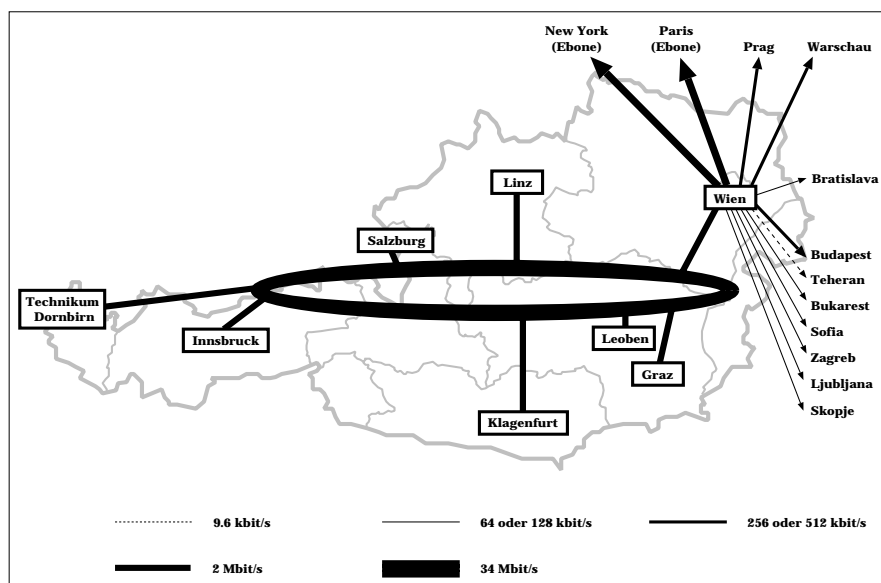 New York
(Ebone)
Paris
(Ebone)
Prag
Warschau
Bratislava
Linz
Wien
Salzburg
Budapest
Teheran
Technikum
Dornbirn
Bukarest
Innsbruck
Leoben
Sofia
Graz
Zagreb
Ljubljana
Klagenfurt
Skopje
9.6 kbit/s
64 oder 128 kbit/s
256 oder 512 kbit/s
2 Mbit/s
34 Mbit/s